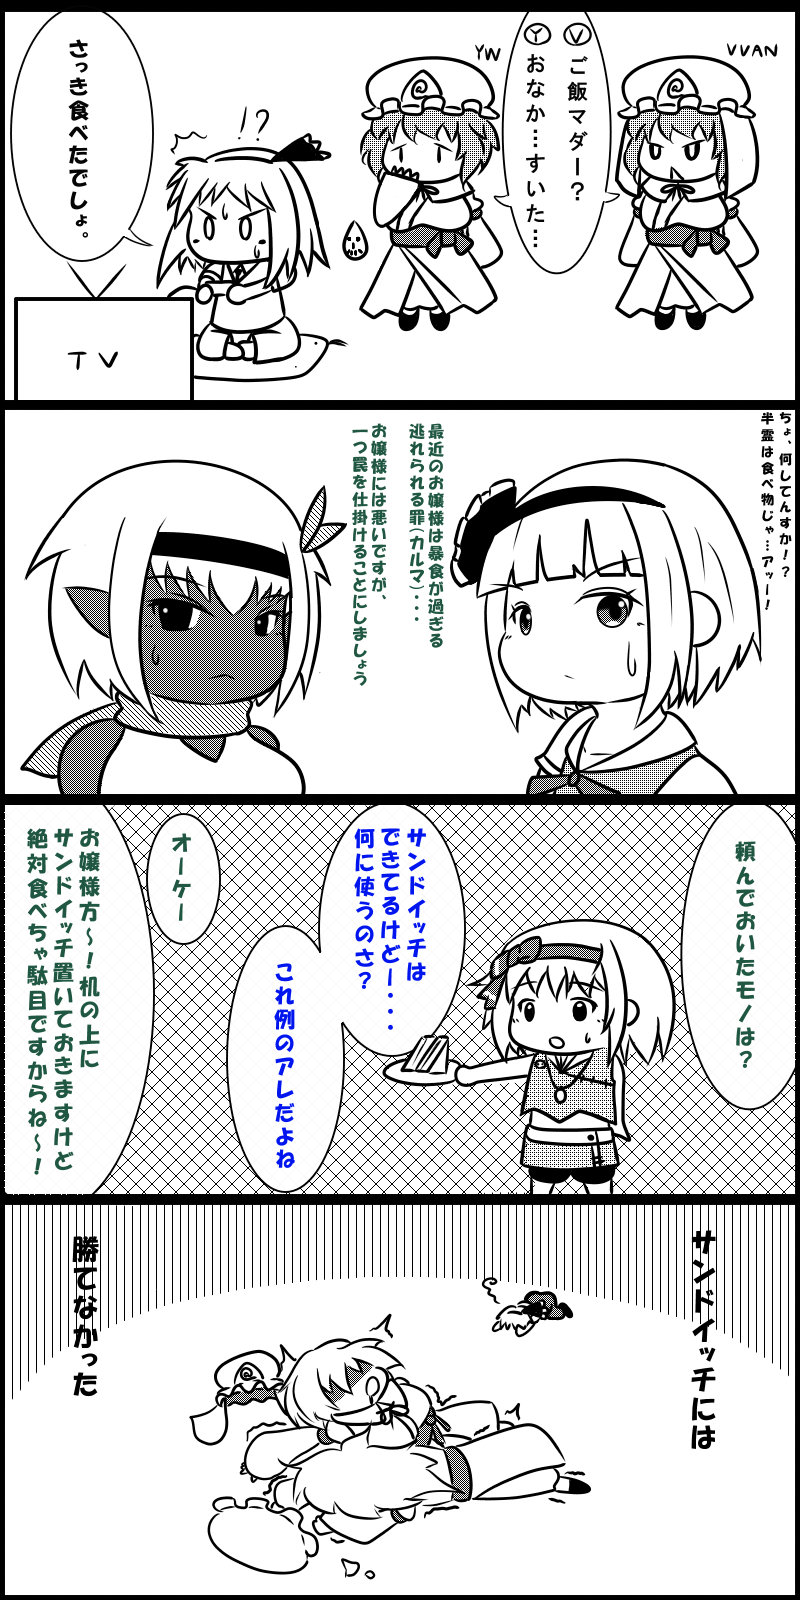 VVAN
YW
Ⓥご飯マダー？
Ⓨおなか…すいた…
!?
さっき食べたでしょ。
TV
ちょ、何してんすか！？
半霊は食べ物じゃ…アッー！
最近のお嬢様は暴食が過ぎる
逃れられる罪(カルマ)・・・
お嬢様には悪いですが、
一つ罠を仕掛けることにしましょう
頼んでおいたモノは？
サンドイッチは
できてるけどー・・・
何に使うのさ？
これ例のアレだよね
オーケー
お嬢様方～！机の上に
サンドイッチ置いておきますけど
絶対食べちゃ駄目ですからね～！
サンドイッチには
勝てなかった